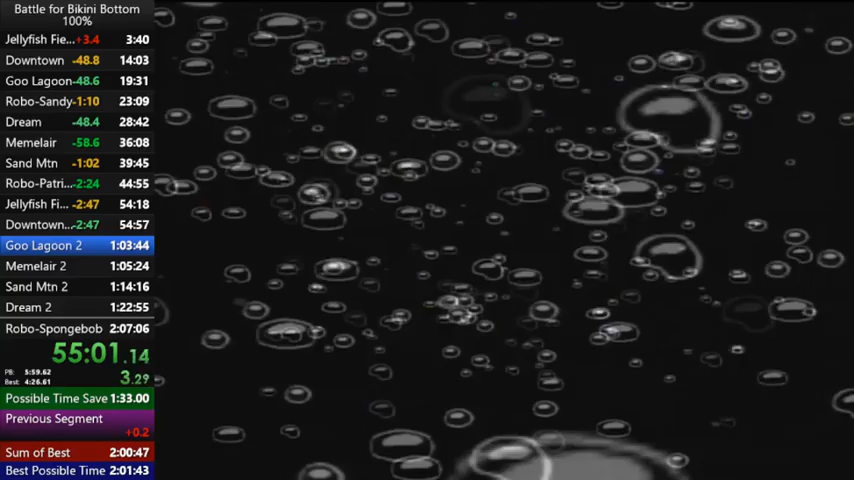 Battle for Bikini Bottom
100%
Jellyfish Fie... +3.4 3:40
Downtown -48.8 14:03
Goo Lagoon -48.6 19:31
Robo-Sandy -1:10 23:09
Dream -48.4 28:42
Memelair -58.6 36:08
Sand Mtn -1:02 39:45
Robo-Patri... -2:24 44:55
Jellyfish Fi... -2:47 54:18
Downtown... -2:47 54:57
Goo Lagoon 2 1:03:44
Memelair 2 1:05:24
Sand Mtn 2 1:14:16
Dream 2 1:22:55
Robo-Spongebob 2:07:06
55:01.14
PB: 5:59.62
Best: 4:26.61
3.29
Possible Time Save 1:33.00
Previous Segment
+0.2
Sum of Best 2:00:47
Best Possible Time 2:01:43